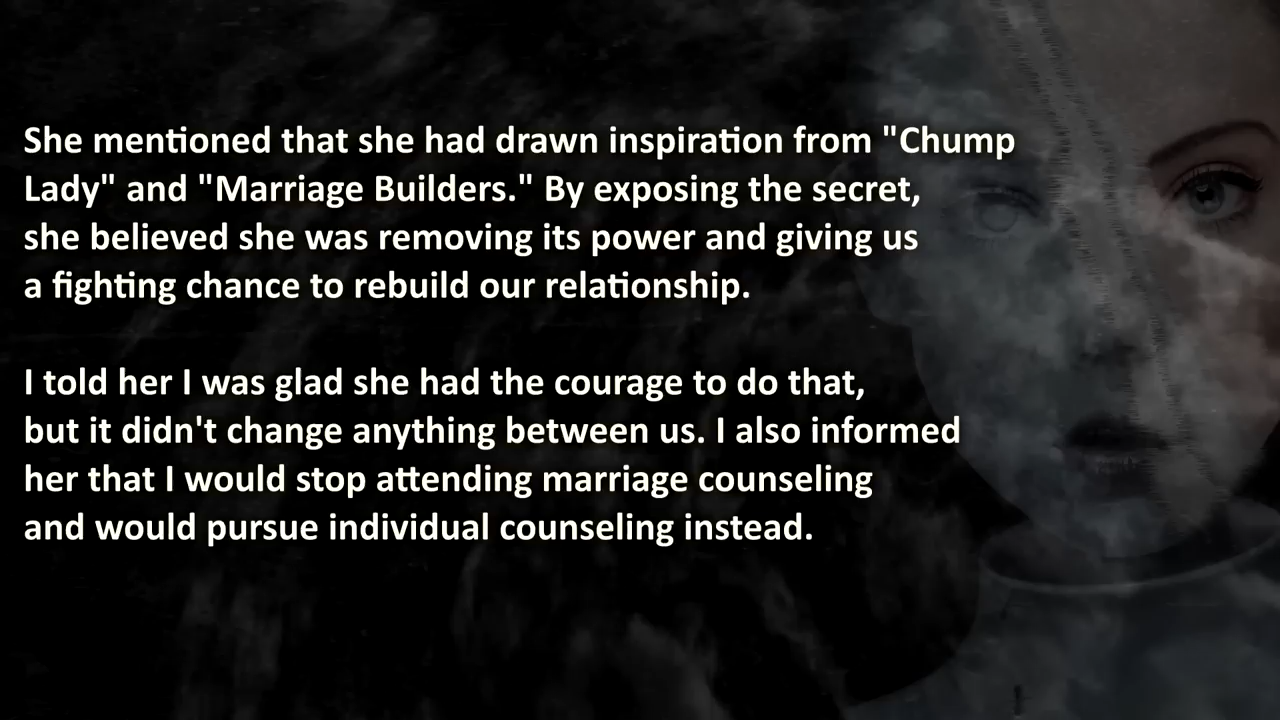 She mentioned that she had drawn inspiration from "Chump
Lady" and "Marriage Builders." By exposing the secret,
she believed she was removing its power and giving us
a fighting chance to rebuild our relationship.
I told her I was glad she had the courage to do that,
but it didn't change anything between us. I also informed
her that I would stop attending marriage counseling
and would pursue individual counseling instead.